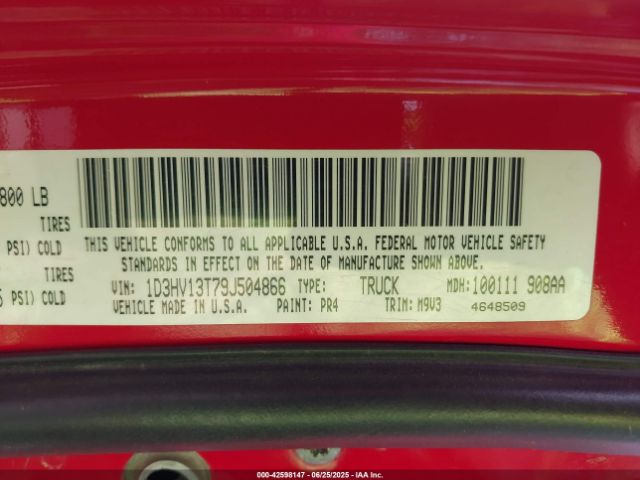 800 LB
TIRES
PSI) COLD
TIRES
PSI) COLD
THIS VEHICLE CONFORMS TO ALL APPLICABLE U.S.A. FEDERAL MOTOR VEHICLE SAFETY
STANDARDS IN EFFECT ON THE DATE OF MANUFACTURE SHOWN ABOVE.
VIN: 1D3HV13T79J504866 TYPE: TRUCK MDH: 100111 908AA
VEHICLE MADE IN U.S.A. PAINT: PR4 TRIM: M9V3 4648509
000-42598147 - 06/25/2025 - IAA Inc.